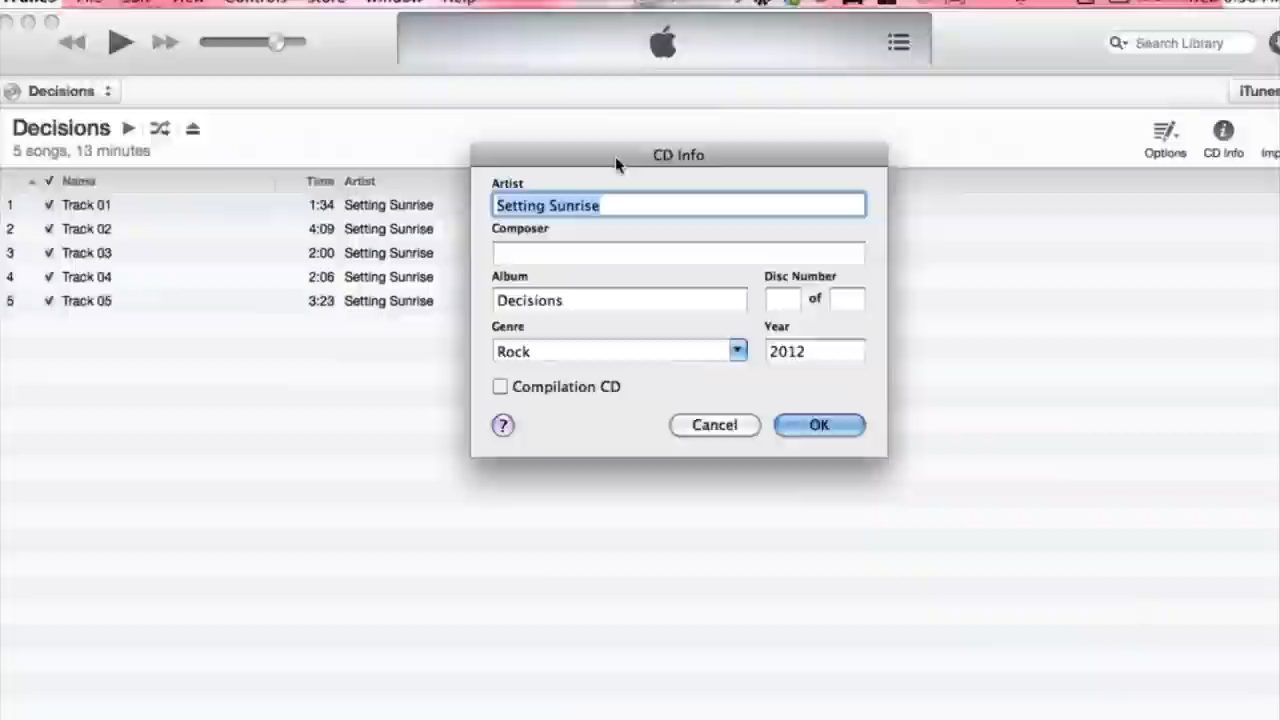 Search Library
Decisions
iTunes
Decisions
5 songs, 13 minutes
Options
CD Info
Name Time Artist
1 Track 01 1:34 Setting Sunrise
2 Track 02 4:09 Setting Sunrise
3 Track 03 2:00 Setting Sunrise
4 Track 04 2:06 Setting Sunrise
5 Track 05 3:23 Setting Sunrise
CD Info
Artist
Setting Sunrise
Composer
Album Disc Number
Decisions of
Genre Year
Rock 2012
Compilation CD
? Cancel OK